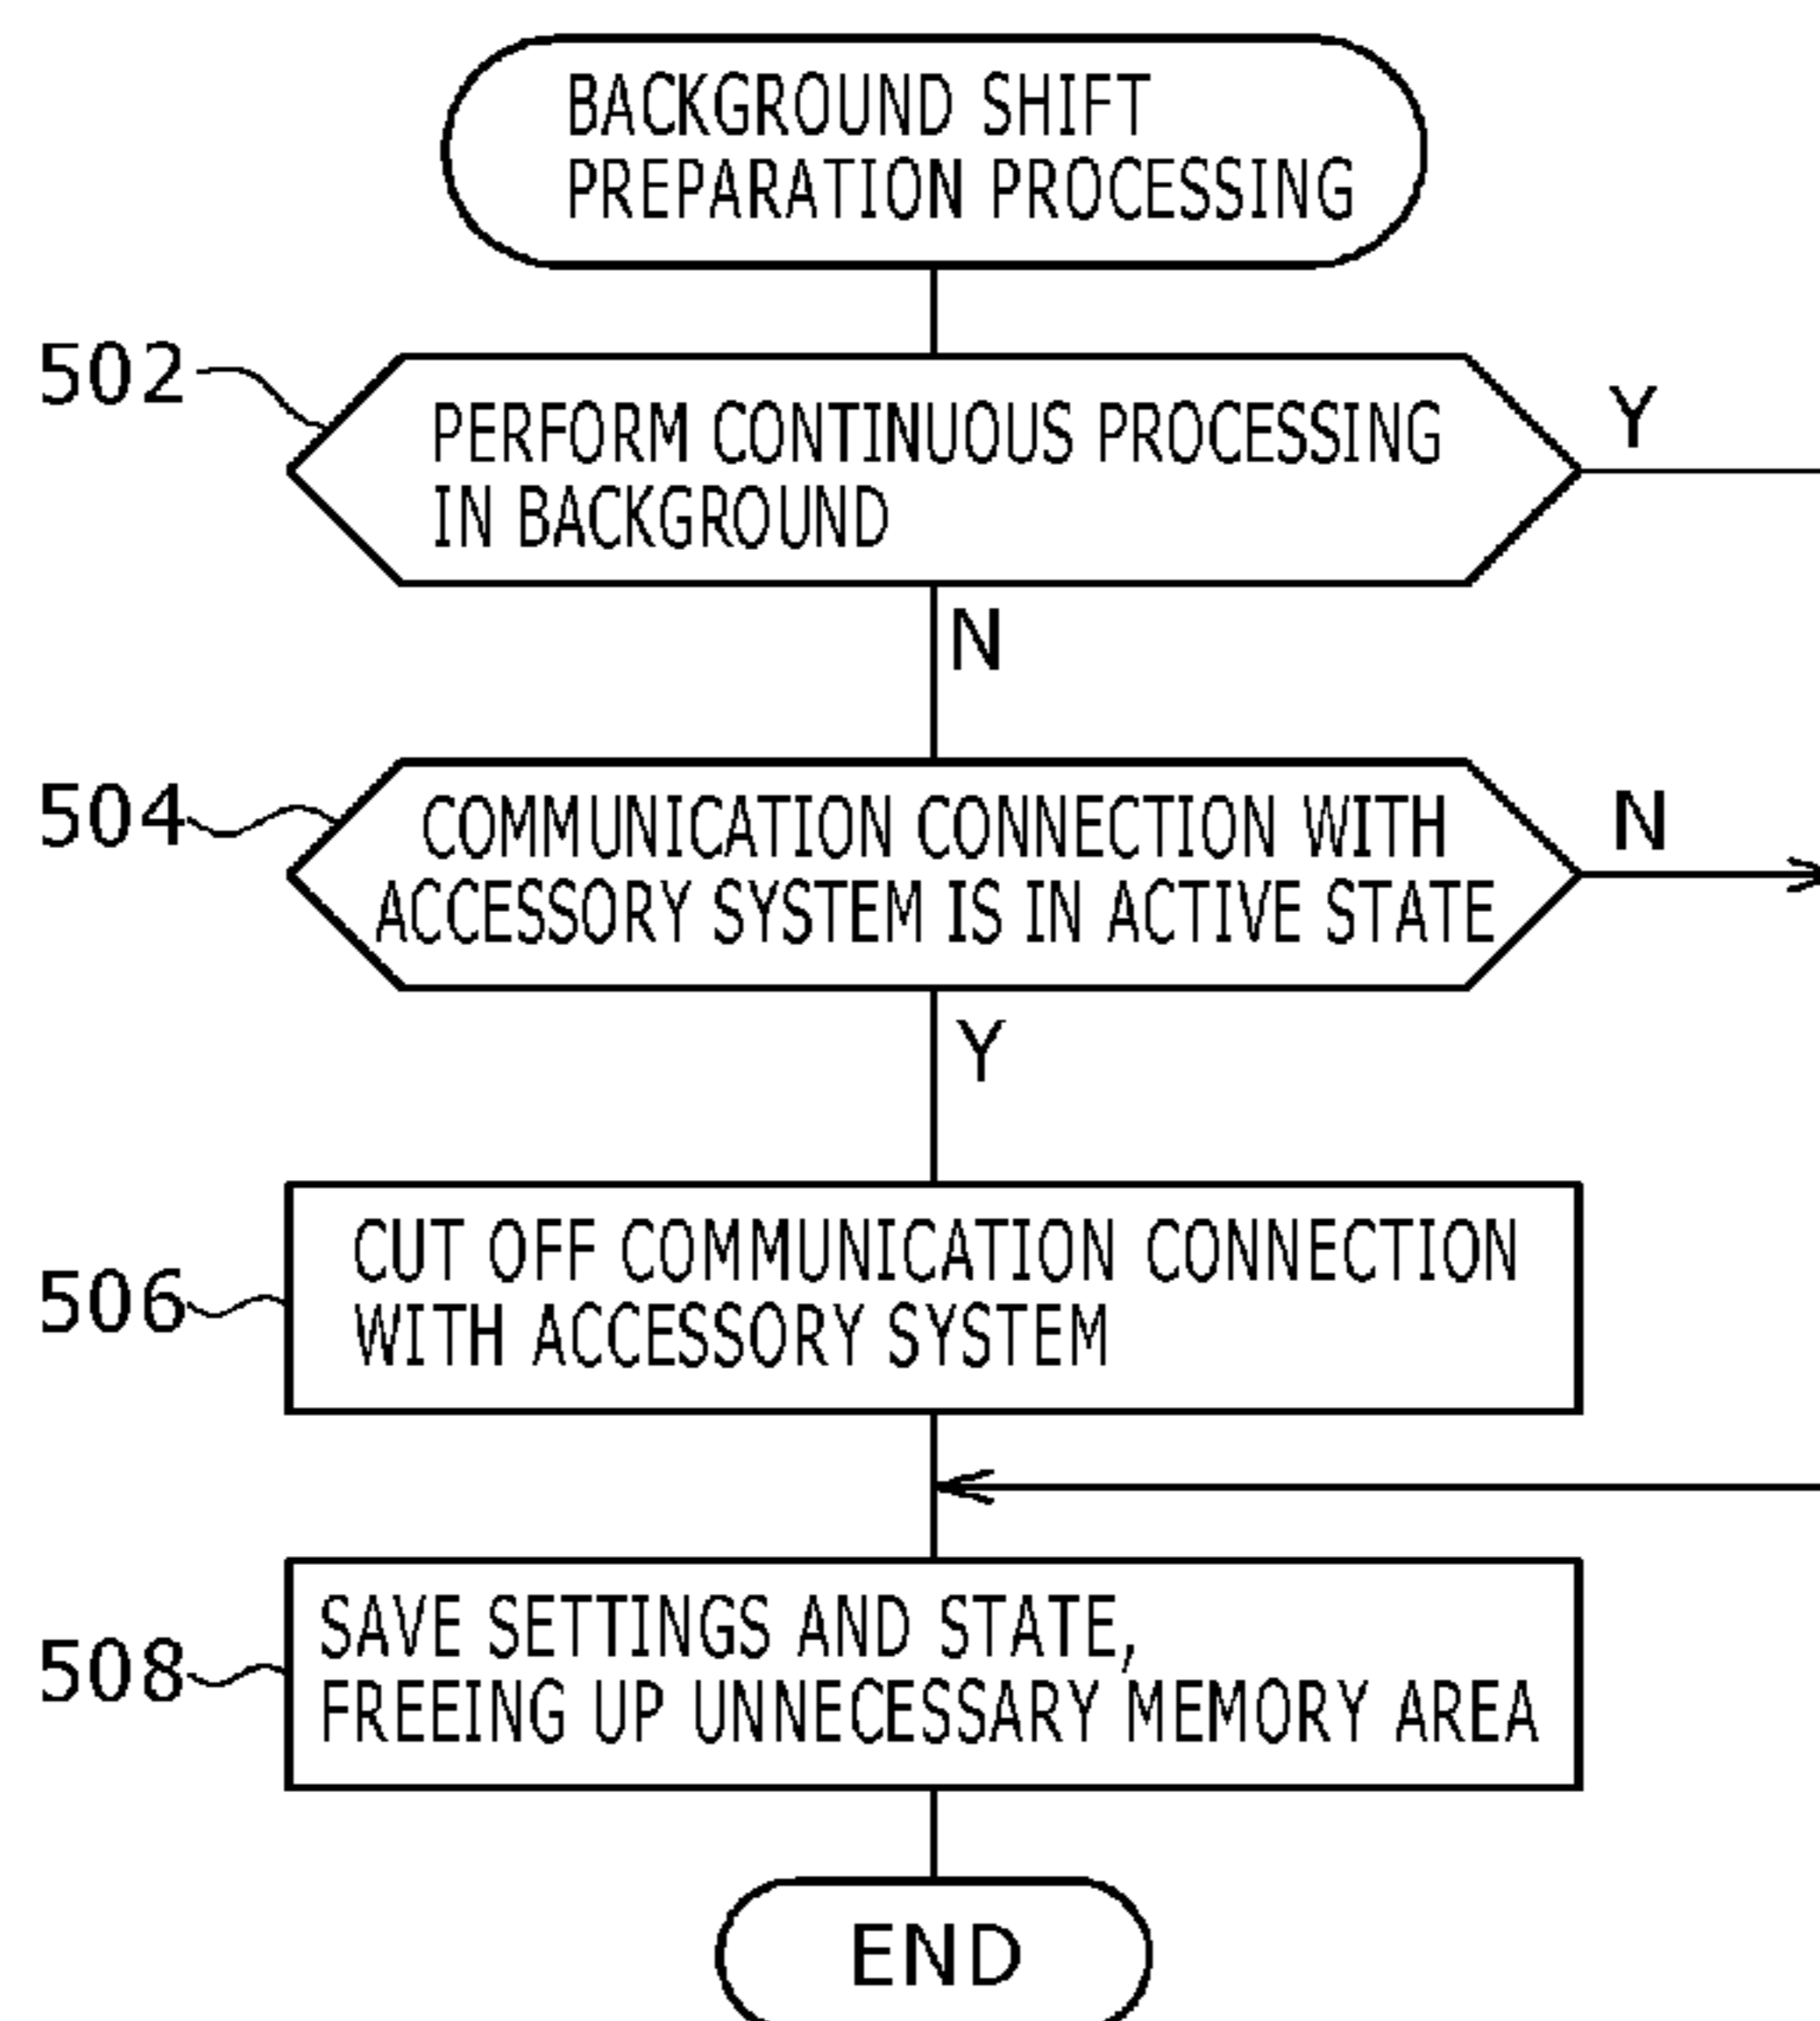 BACKGROUND SHIFT
PREPARATION PROCESSING
502
PERFORM CONTINUOUS PROCESSING
IN BACKGROUND
Y
N
504
COMMUNICATION CONNECTION WITH
ACCESSORY SYSTEM IS IN ACTIVE STATE
N
Y
506
CUT OFF COMMUNICATION CONNECTION
WITH ACCESSORY SYSTEM
508
SAVE SETTINGS AND STATE,
FREEING UP UNNECESSARY MEMORY AREA
END